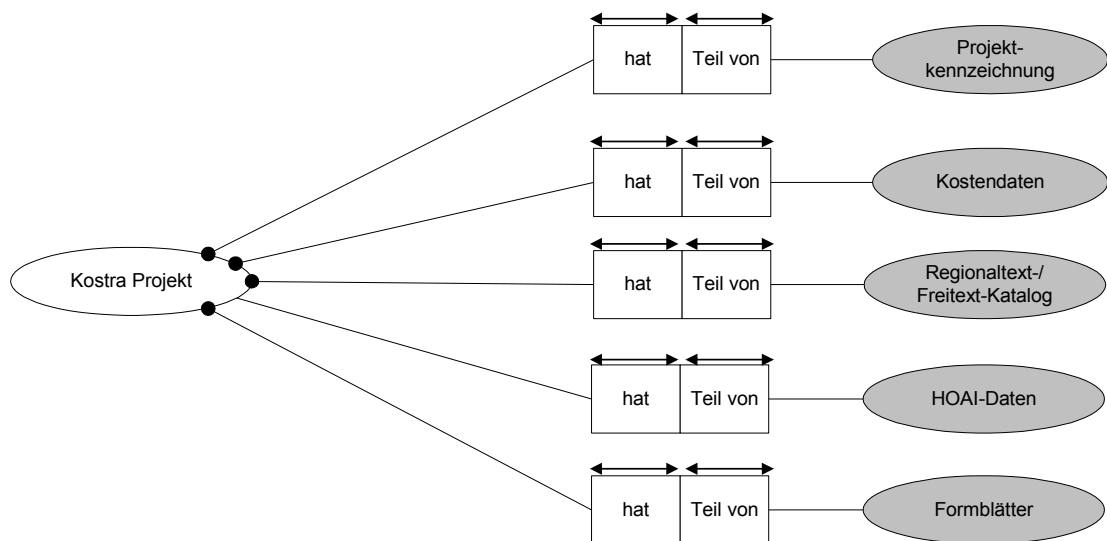 hat
Teil von
Projekt-
kennzeichnung
hat
Teil von
Kostendaten
Kostra Projekt
hat
Teil von
Regionaltext-/
Freitext-Katalog
hat
Teil von
HOAI-Daten
hat
Teil von
Formblätter